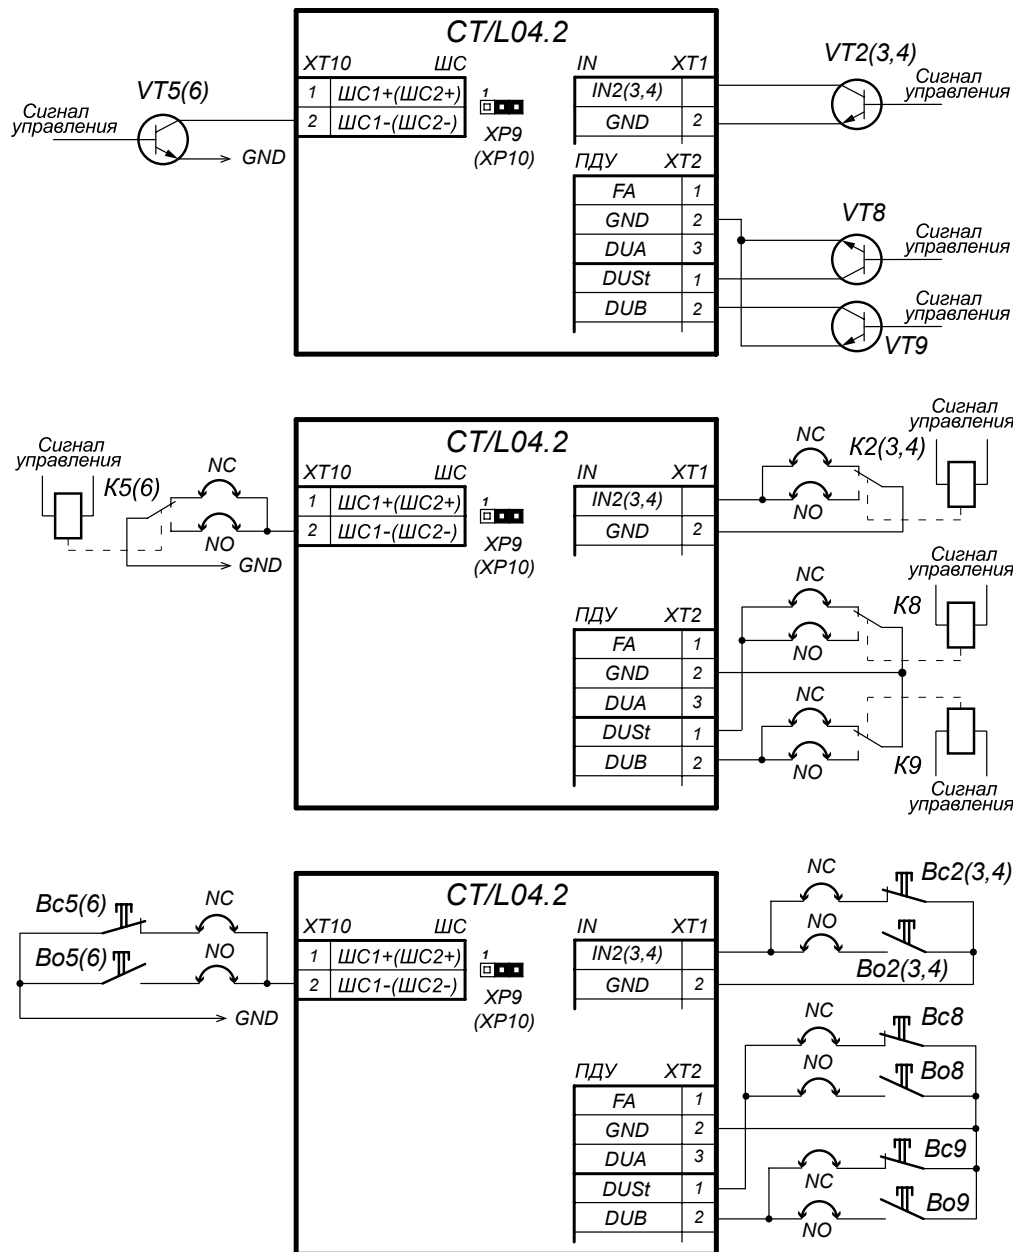 CT/L04.2
XT10 ШС
1 ШС1+(ШС2+)
2 ШС1-(ШС2-)
1
XP9
(XP10)
IN XT1
IN2(3,4)
GND 2
ПДУ XT2
FA 1
GND 2
DUA 3
DUSt 1
DUB 2
VT5(6)
Сигнал
управления
GND
VT2(3,4)
Сигнал
управления
VT8
Сигнал
управления
Сигнал
управления
VT9
CT/L04.2
XT10 ШС
1 ШС1+(ШС2+)
2 ШС1-(ШС2-)
1
XP9
(XP10)
IN XT1
IN2(3,4)
GND 2
ПДУ XT2
FA 1
GND 2
DUA 3
DUSt 1
DUB 2
Сигнал
управления
K5(6)
NC
NO
GND
Сигнал
управления
NC
K2(3,4)
NO
Сигнал
управления
NC
K8
NO
NC
NO
K9
Сигнал
управления
CT/L04.2
XT10 ШС
1 ШС1+(ШС2+)
2 ШС1-(ШС2-)
1
XP9
(XP10)
IN XT1
IN2(3,4)
GND 2
ПДУ XT2
FA 1
GND 2
DUA 3
DUSt 1
DUB 2
Bc5(6)
NC
Bo5(6)
NO
GND
NC
Bc2(3,4)
NO
Bo2(3,4)
NC
Bc8
NO
Bo8
Bc9
NC
Bo9
NO